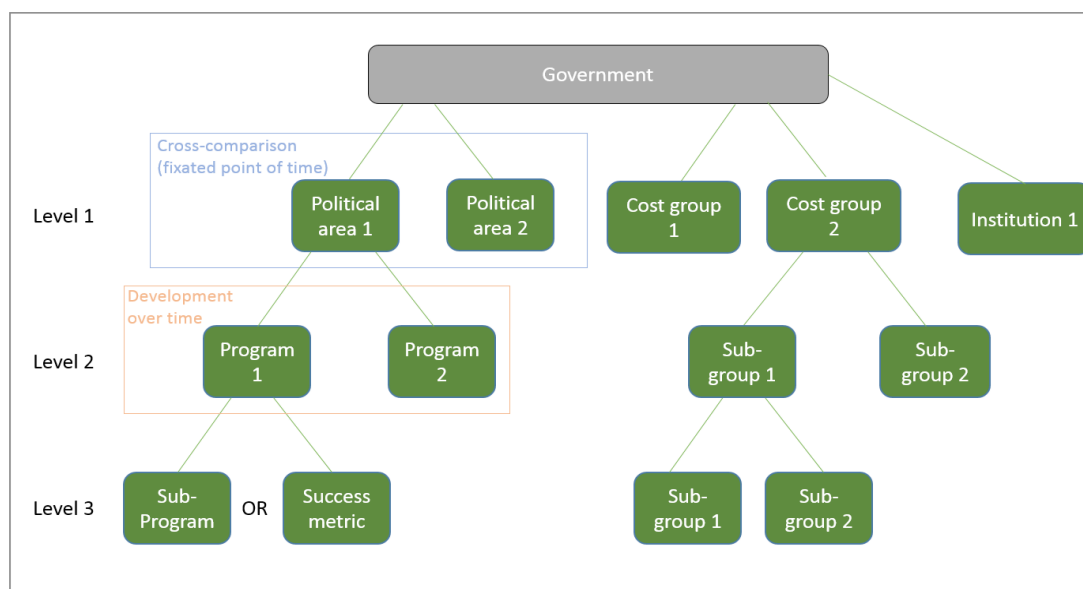 Government
Cross-comparison
(fixated point of time)
Level 1
Political
area 1
Political
area 2
Cost group
1
Cost group
2
Institution 1
Development
over time
Level 2
Program
1
Program
2
Sub-
group 1
Sub-
group 2
Level 3
Sub-
Program
OR
Success
metric
Sub-
group 1
Sub-
group 2